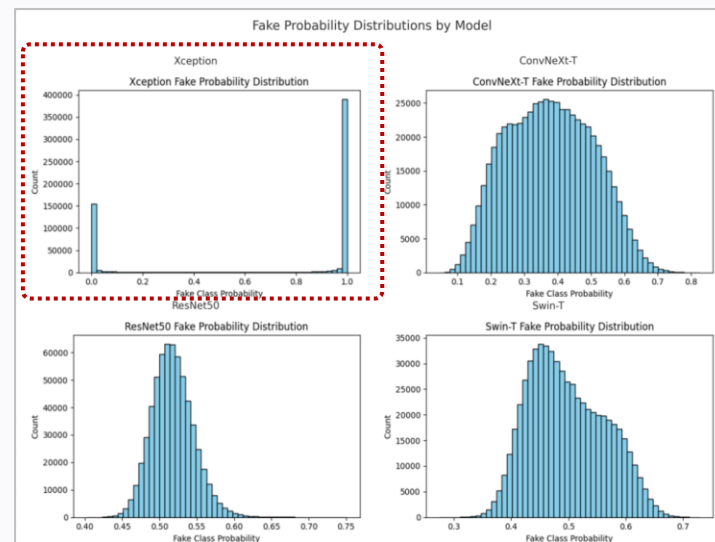 Fake Probability Distributions by Model
Xception
Xception Fake Probability Distribution
400000
350000
300000
250000
200000
150000
100000
50000
0
Count
0.0 0.2 0.4 0.6 0.8 1.0
Fake Class Probability
ConvNeXt-T
ConvNeXt-T Fake Probability Distribution
25000
20000
15000
10000
5000
0
Count
0.1 0.2 0.3 0.4 0.5 0.6 0.7 0.8
Fake Class Probability
ResNet50
ResNet50 Fake Probability Distribution
60000
50000
40000
30000
20000
10000
0
Count
0.40 0.45 0.50 0.55 0.60 0.65 0.70 0.75
Fake Class Probability
Swin-T
Swin-T Fake Probability Distribution
35000
30000
25000
20000
15000
10000
5000
0
Count
0.3 0.4 0.5 0.6 0.7
Fake Class Probability